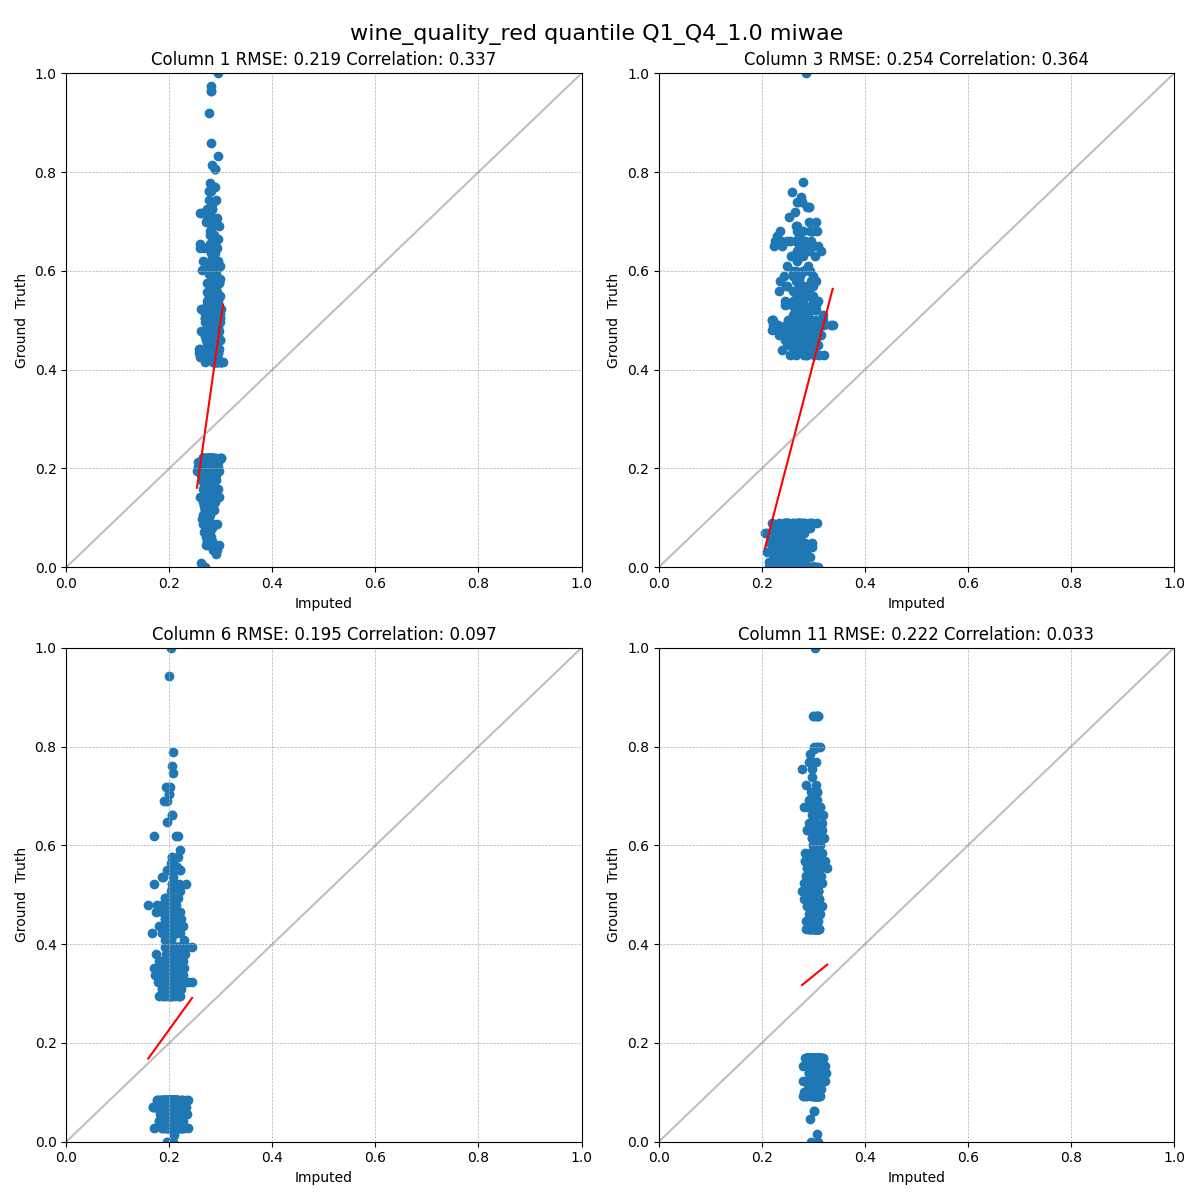 wine_quality_red quantile Q1_Q4_1.0 miwae
Column 1 RMSE: 0.219 Correlation: 0.337
1.0
0.8
0.6
0.4
0.2
0.0
Ground Truth
0.0 0.2 0.4 0.6 0.8 1.0
Imputed
Column 3 RMSE: 0.254 Correlation: 0.364
1.0
0.8
0.6
0.4
0.2
0.0
Ground Truth
0.0 0.2 0.4 0.6 0.8 1.0
Imputed
Column 6 RMSE: 0.195 Correlation: 0.097
1.0
0.8
0.6
0.4
0.2
0.0
Ground Truth
0.0 0.2 0.4 0.6 0.8 1.0
Imputed
Column 11 RMSE: 0.222 Correlation: 0.033
1.0
0.8
0.6
0.4
0.2
0.0
Ground Truth
0.0 0.2 0.4 0.6 0.8 1.0
Imputed